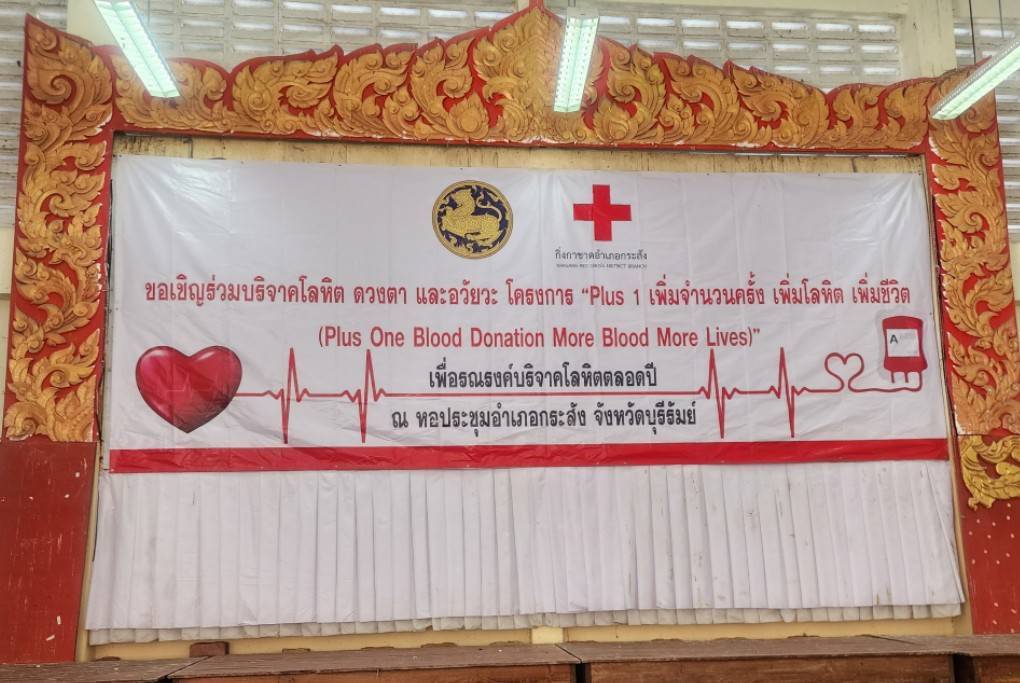 กิ่งกาชาดอำเภอกระสัง
KRASANG RED CROSS DISTRICT BRANCH
ขอเชิญร่วมบริจาคโลหิต ดวงตา และอวัยวะ โครงการ "Plus 1 เพิ่มจำนวนครั้ง เพิ่มโลหิต เพิ่มชีวิต
(Plus One Blood Donation More Blood More Lives)"
A
เพื่อรณรงค์บริจาคโลหิตตลอดปี
ณ หอประชุมอำเภอกระสัง จังหวัดบุรีรัมย์